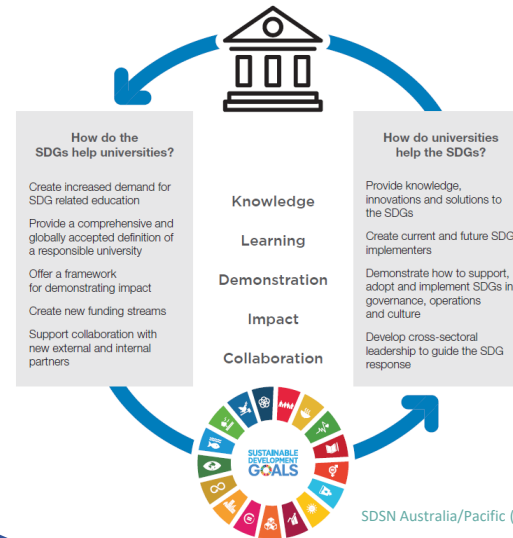 How do the
SDGs help universities?
Create increased demand for
SDG related education
Provide a comprehensive and
globally accepted definition of
a responsible university
Offer a framework
for demonstrating impact
Create new funding streams
Support collaboration with
new external and internal
partners
Knowledge
Learning
Demonstration
Impact
Collaboration
How do universities
help the SDGs?
Provide knowledge,
innovations and solutions to
the SDGs
Create current and future SDG
implementers
Demonstrate how to support,
adopt and implement SDGs in
governance, operations
and culture
Develop cross-sectoral
leadership to guide the SDG
response
SUSTAINABLE
DEVELOPMENT
GOALS
SDSN Australia/Pacific (